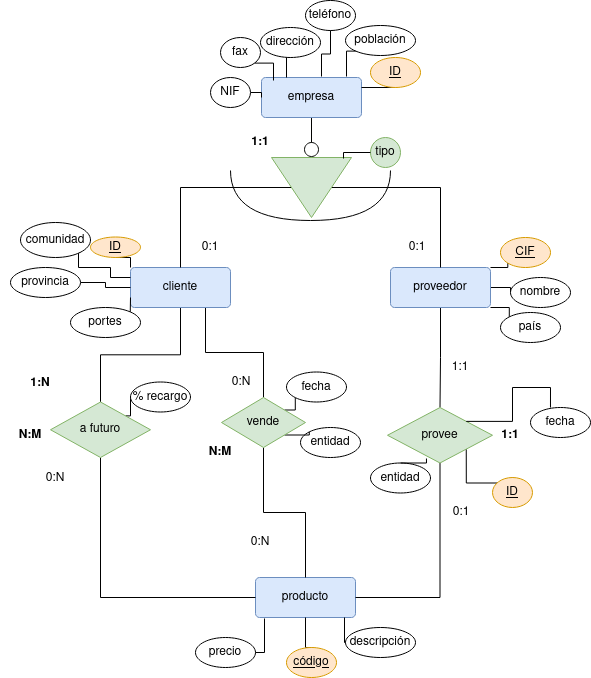 teléfono
dirección
población
fax
ID
NIF
empresa
1:1
tipo
comunidad
ID
0:1
0:1
CIF
provincia
cliente
proveedor
nombre
portes
país
1:N
0:N
1:1
% recargo
fecha
fecha
N:M
a futuro
vende
provee
1:1
N:M
entidad
0:N
entidad
ID
0:1
0:N
producto
precio
código
descripción